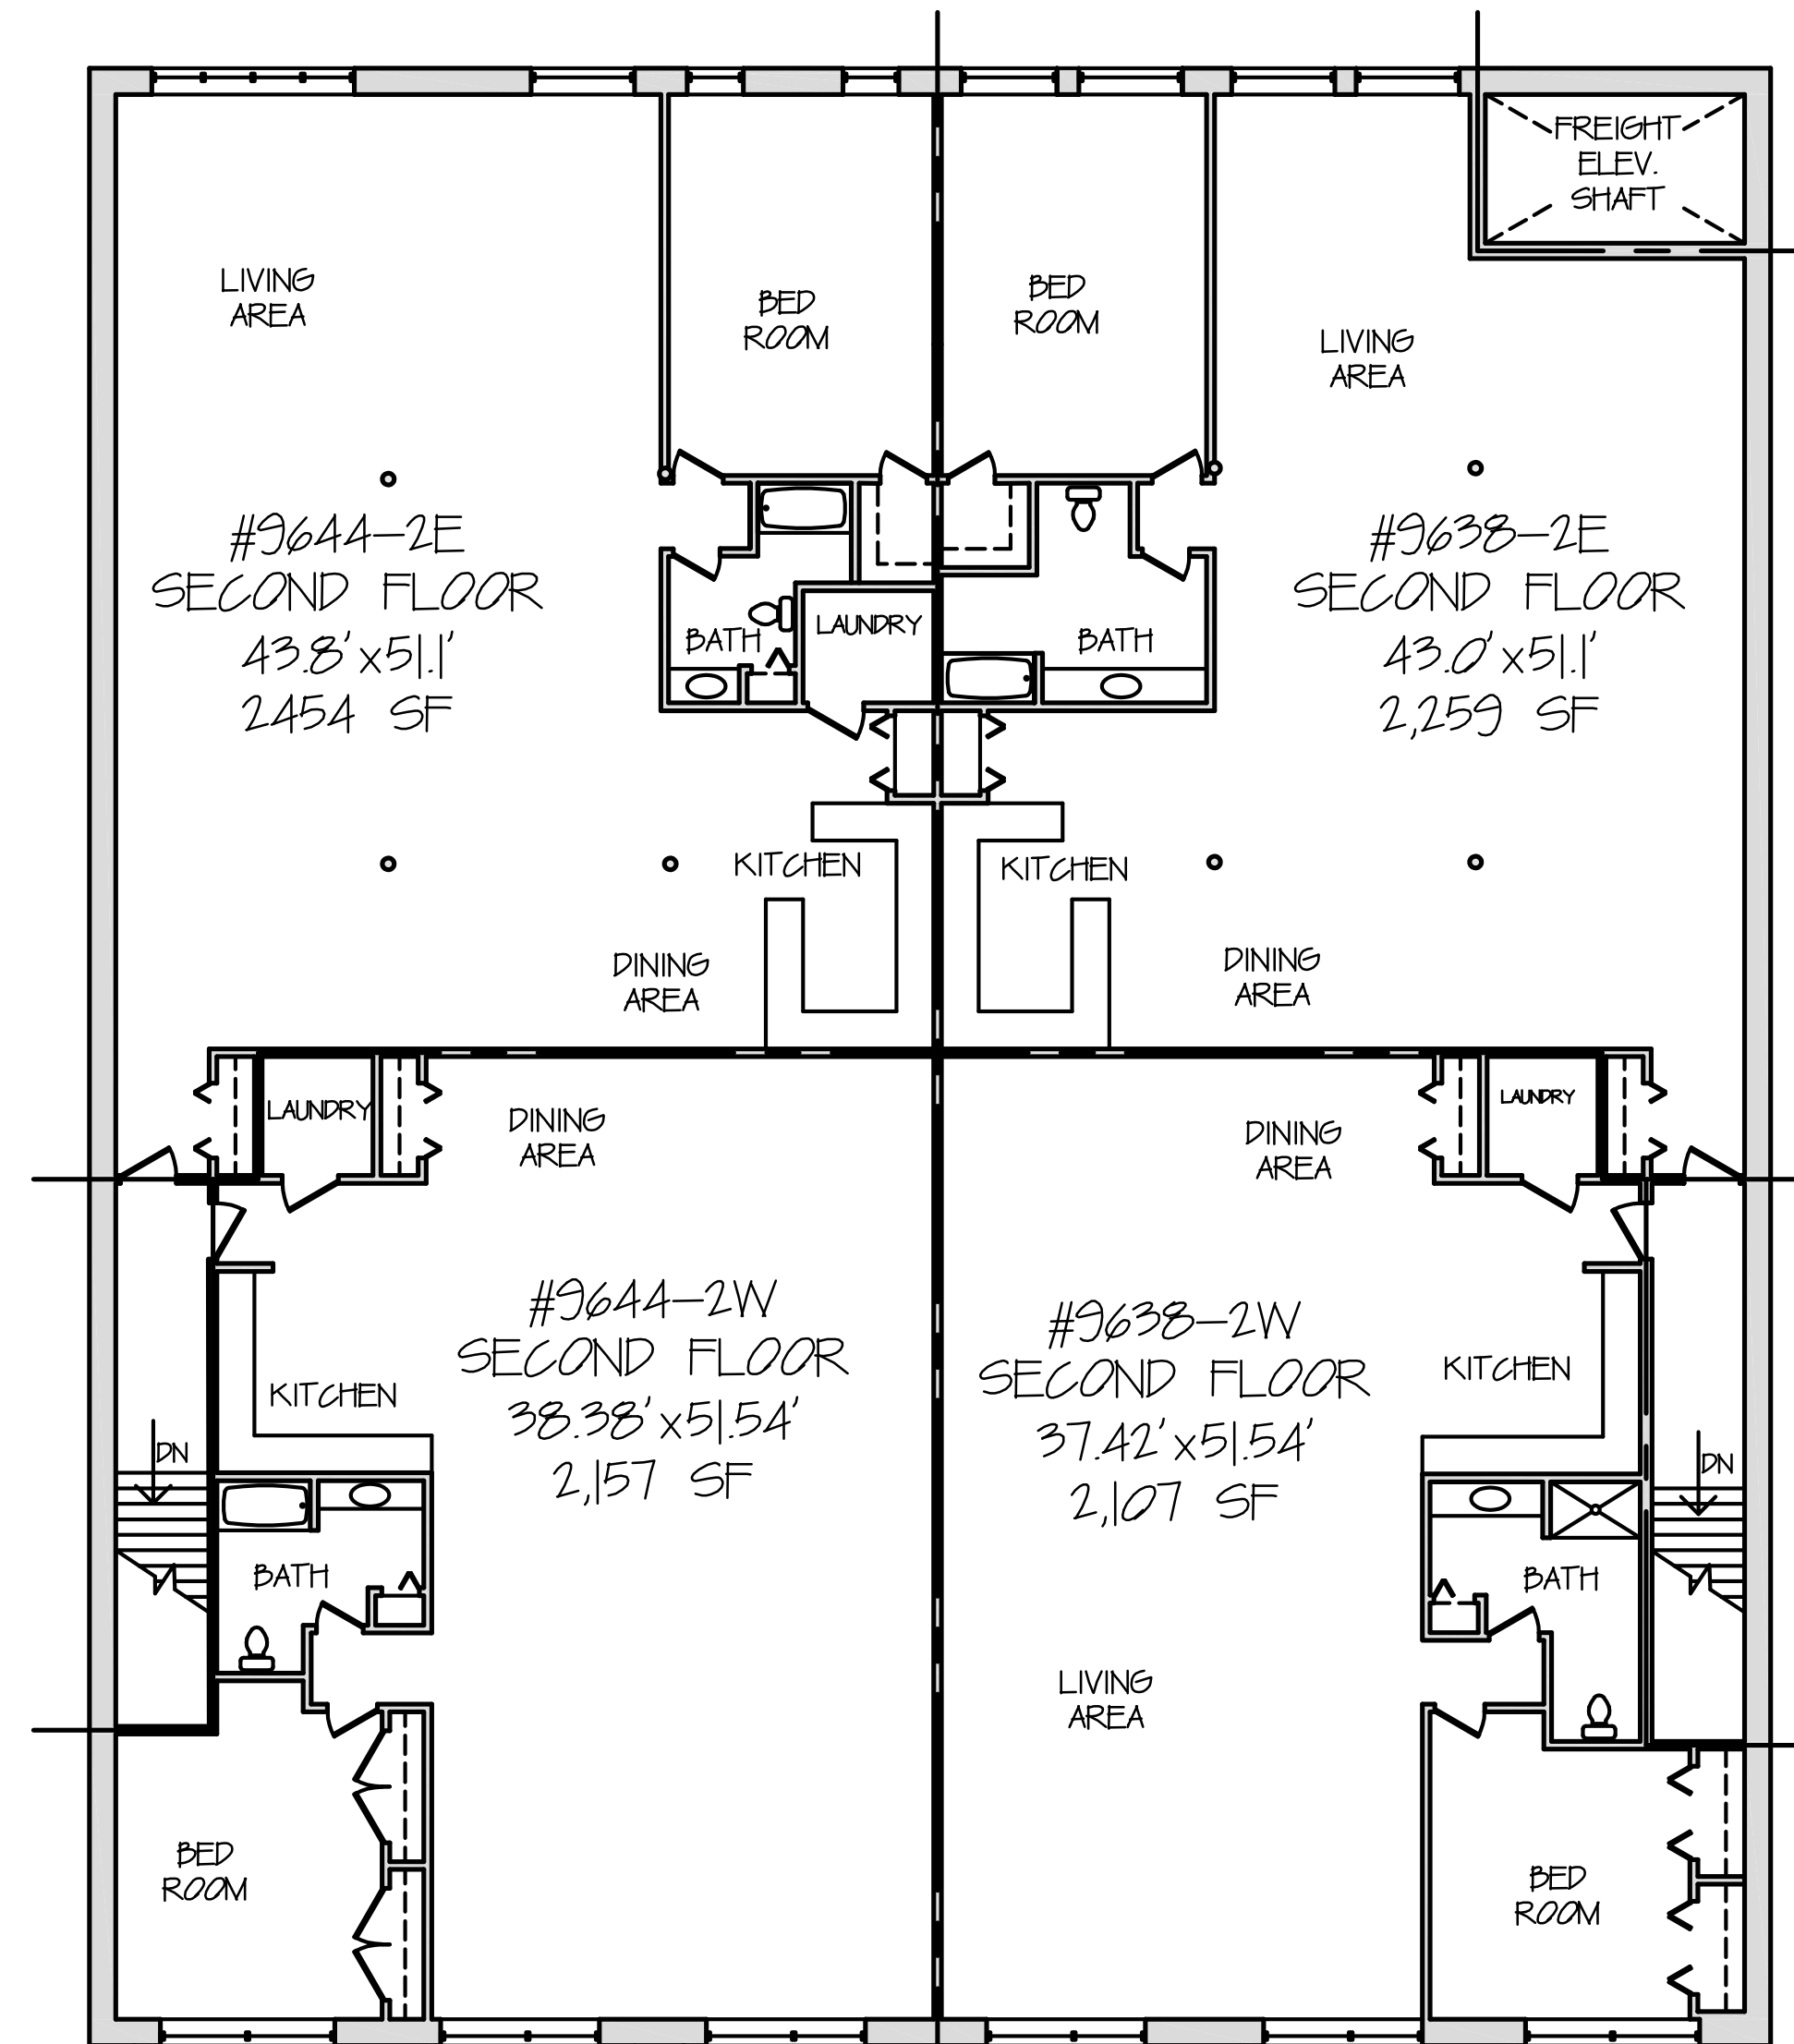 FREIGHT
ELEV.
SHAFT
LIVING
AREA
BED
ROOM
BED
ROOM
LIVING
AREA
#9644-2E
SECOND FLOOR
43.8'x51.1'
2454 SF
BATH
LAUNDRY
BATH
#9638-2E
SECOND FLOOR
43.0'x51.1'
2,259 SF
KITCHEN
KITCHEN
DINING
AREA
DINING
AREA
LAUNDRY
DINING
AREA
DINING
AREA
LAUNDRY
#9644-2W
SECOND FLOOR
38.38'x51.54'
2,157 SF
#9638-2W
SECOND FLOOR
37.42'x51.54'
2,107 SF
KITCHEN
KITCHEN
DN
DN
BATH
BATH
LIVING
AREA
BED
ROOM
BED
ROOM